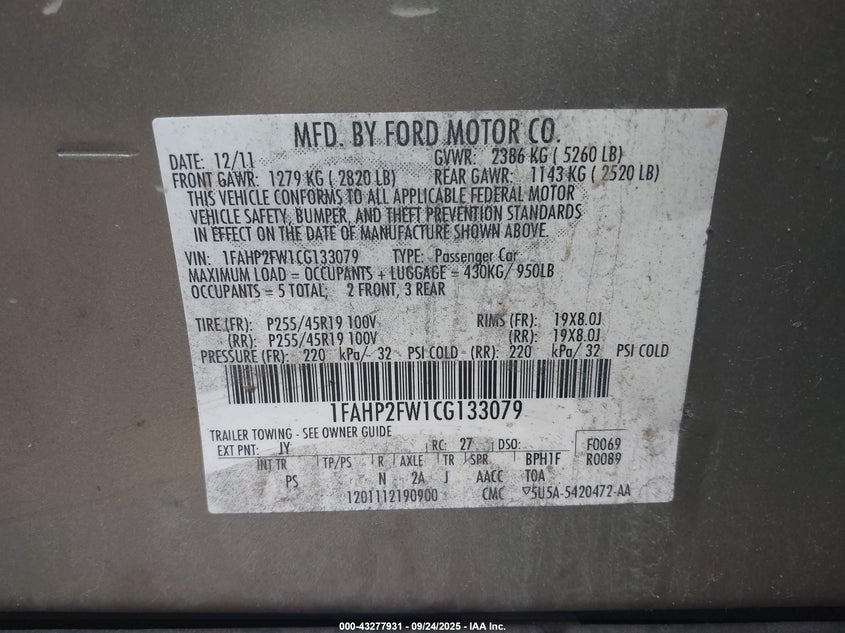 MFD. BY FORD MOTOR CO.
DATE: 12/11 GVWR: 2386 KG ( 5260 LB)
FRONT GAWR: 1279 KG ( 2820 LB) REAR GAWR: 1143 KG ( 2520 LB)
THIS VEHICLE CONFORMS TO ALL APPLICABLE FEDERAL MOTOR
VEHICLE SAFETY, BUMPER, AND THEFT PREVENTION STANDARDS
IN EFFECT ON THE DATE OF MANUFACTURE SHOWN ABOVE.
VIN: 1FAHP2FW1CG133079 TYPE: Passenger Car
MAXIMUM LOAD = OCCUPANTS + LUGGAGE = 430KG/ 950LB
OCCUPANTS = 5 TOTAL; 2 FRONT, 3 REAR
TIRE (FR): P255/45R19 100V RIMS (FR): 19X8.0J
(RR): P255/45R19 100V (RR): 19X8.0J
PRESSURE (FR): 220 kPa/ 32 PSI COLD (RR): 220 kPa/ 32 PSI COLD
1FAHP2FW1CG133079
TRAILER TOWING - SEE OWNER GUIDE
EXT PNT: JY RC: 27 DSO: F0069
INT TR TP/PS R AXLE TR SPR BPH1F R0089
PS N 2A J AACC TOA
1201112190900 CMC ▽5U5A-5420472-AA
000-43277931 - 09/24/2025 - IAA Inc.